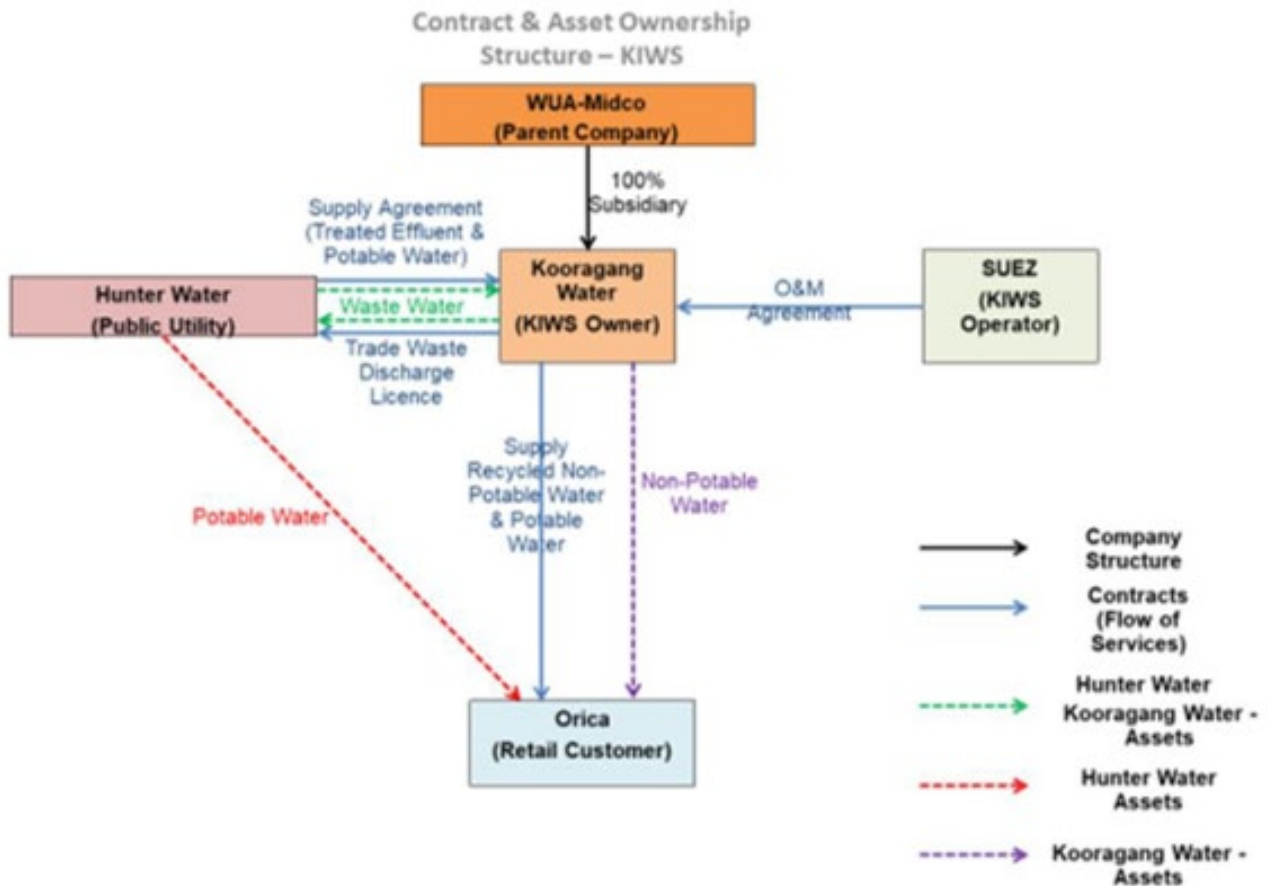 Contract & Asset Ownership
Structure – KIWS
WUA-Midco
(Parent Company)
100%
Subsidiary
Supply Agreement
(Treated Effluent &
Potable Water)
Hunter Water
(Public Utility)
Waste Water
Trade Waste
Discharge
Licence
Kooragang
Water
(KIWS Owner)
O&M
Agreement
SUEZ
(KIWS
Operator)
Supply
Recycled Non-
Potable Water
& Potable
Water
Non-Potable
Water
Potable Water
Orica
(Retail Customer)
Company
Structure
Contracts
(Flow of
Services)
Hunter Water
Kooragang Water -
Assets
Hunter Water
Assets
Kooragang Water -
Assets